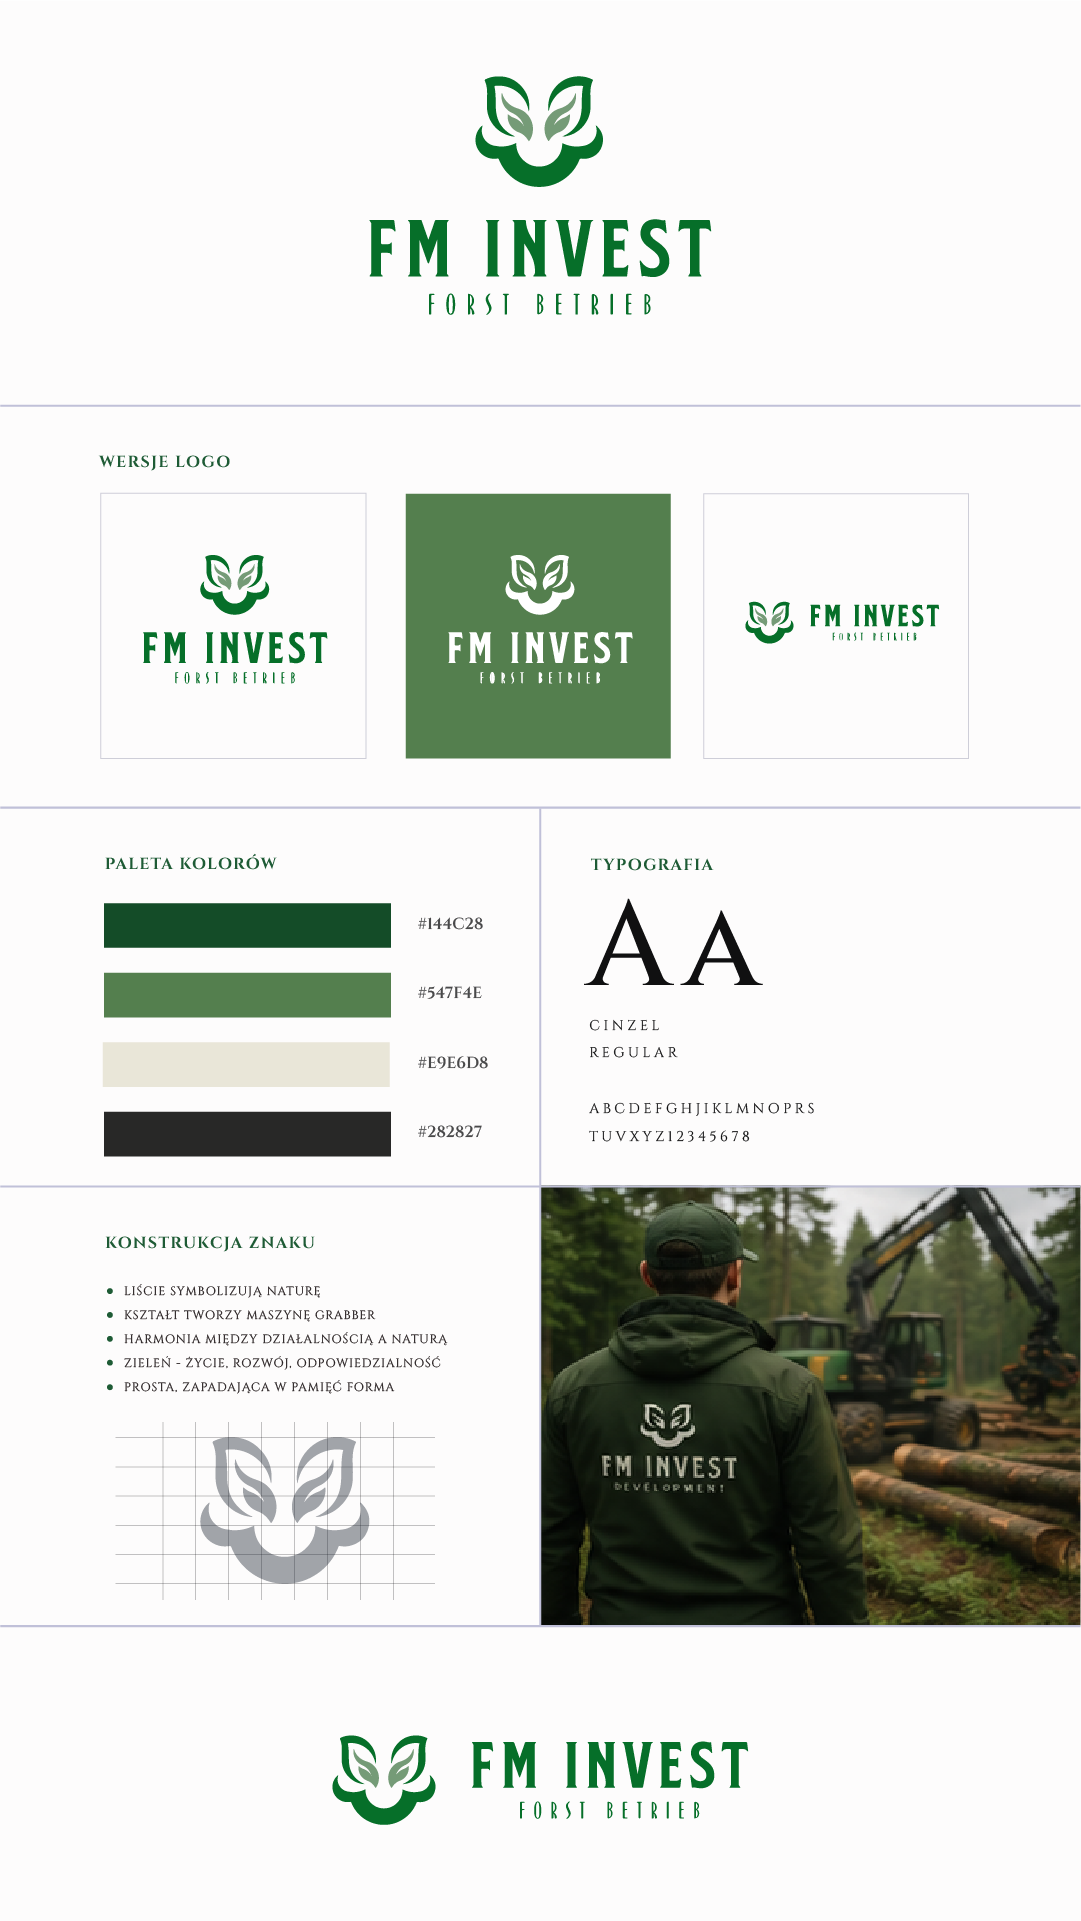 FM INVEST
FORST BETRIEB
WERSJE LOGO
FM INVEST
FORST BETRIEB
FM INVEST
FORST BETRIEB
FM INVEST
FORST BETRIEB
PALETA KOLORÓW
#144C28
#547F4E
#E9E6D8
#282827
TYPOGRAFIA
AA
CINZEL
REGULAR
ABCDEFGHJIKLMNOPRS
TUVXYZ12345678
KONSTRUKCJA ZNAKU
LIŚCIE SYMBOLIZUJĄ NATURĘ
KSZTAŁT TWORZY MASZYNĘ GRABBER
HARMONIA MIĘDZY DZIAŁALNOŚCIĄ A NATURĄ
ZIELEŃ - ŻYCIE, ROZWÓJ, ODPOWIEDZIALNOŚĆ
PROSTA, ZAPADAJĄCA W PAMIĘĆ FORMA
FM INVEST
DEVELOPMENT
FM INVEST
FORST BETRIEB